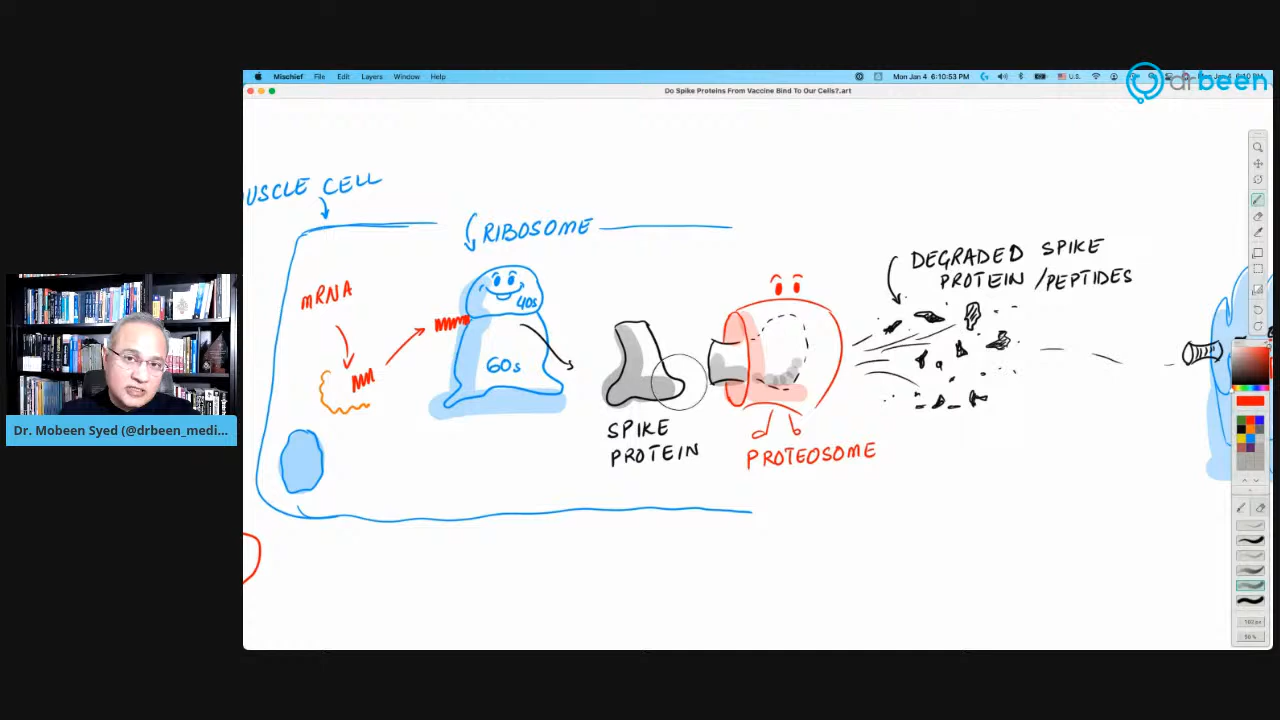 Mischief File Edit Layers Window Help
U.S.
Mon Jan 4 6:10:53 PM
drbeen
Do Spike Proteins From Vaccine Bind To Our Cells?.art
USCLE CELL
RIBOSOME
DEGRADED SPIKE
PROTEIN/PEPTIDES
mRNA
40s
60s
SPIKE
PROTEIN
PROTEOSOME
Dr. Mobeen Syed (@drbeen_medi...